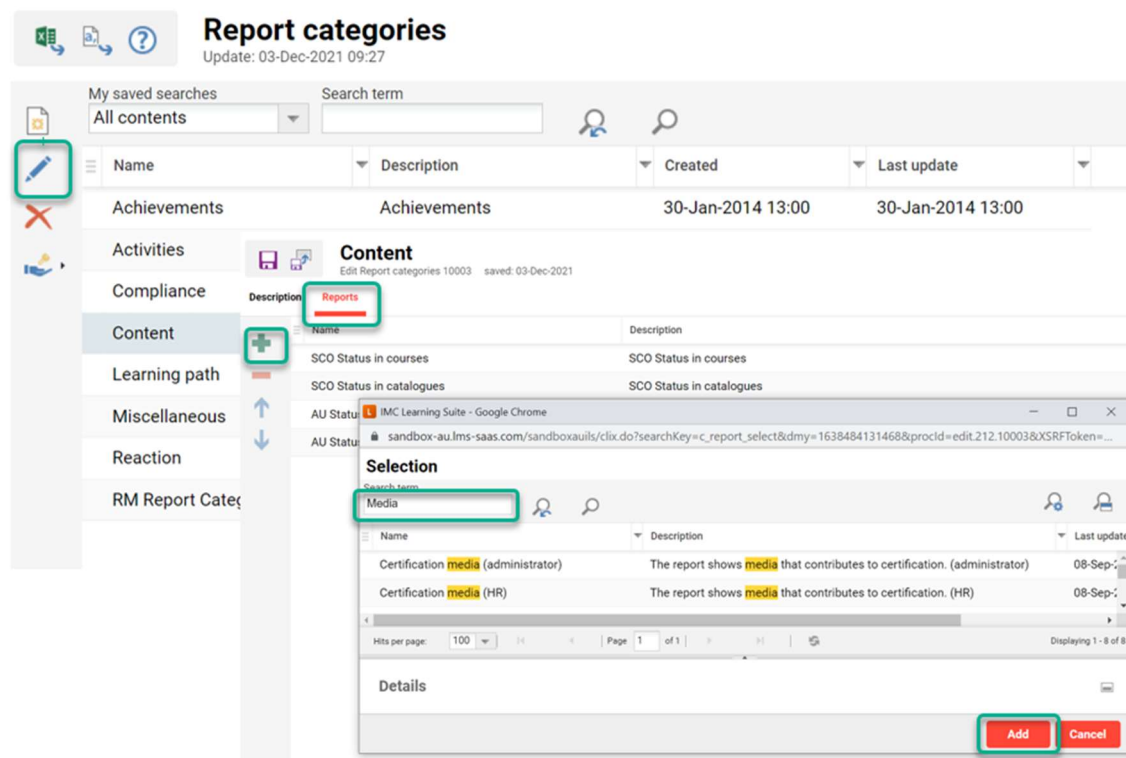 Report categories
Update: 03-Dec-2021 09:27
My saved searches Search term
All contents
Name Description Created Last update
Achievements Achievements 30-Jan-2014 13:00 30-Jan-2014 13:00
Activities
Compliance
Content
Learning path
Miscellaneous
Reaction
RM Report Categ
Content
Edit Report categories 10003 saved: 03-Dec-2021
Description Reports
Name Description
SCO Status in courses SCO Status in courses
SCO Status in catalogues SCO Status in catalogues
AU Statu
AU Statu
IMC Learning Suite - Google Chrome
sandbox-au.lms-saas.com/sandboxauils/clix.do?searchKey=c_report_select&dmy=1638484131468&procId=edit.212.10003&XSRFToken=...
Selection
Search term
Media
Name Description Last update
Certification media (administrator) The report shows media that contributes to certification. (administrator) 08-Sep-2
Certification media (HR) The report shows media that contributes to certification. (HR) 08-Sep-2
Hits per page: 100 Page 1 of 1 Displaying 1 - 8 of 8
Details
Add Cancel